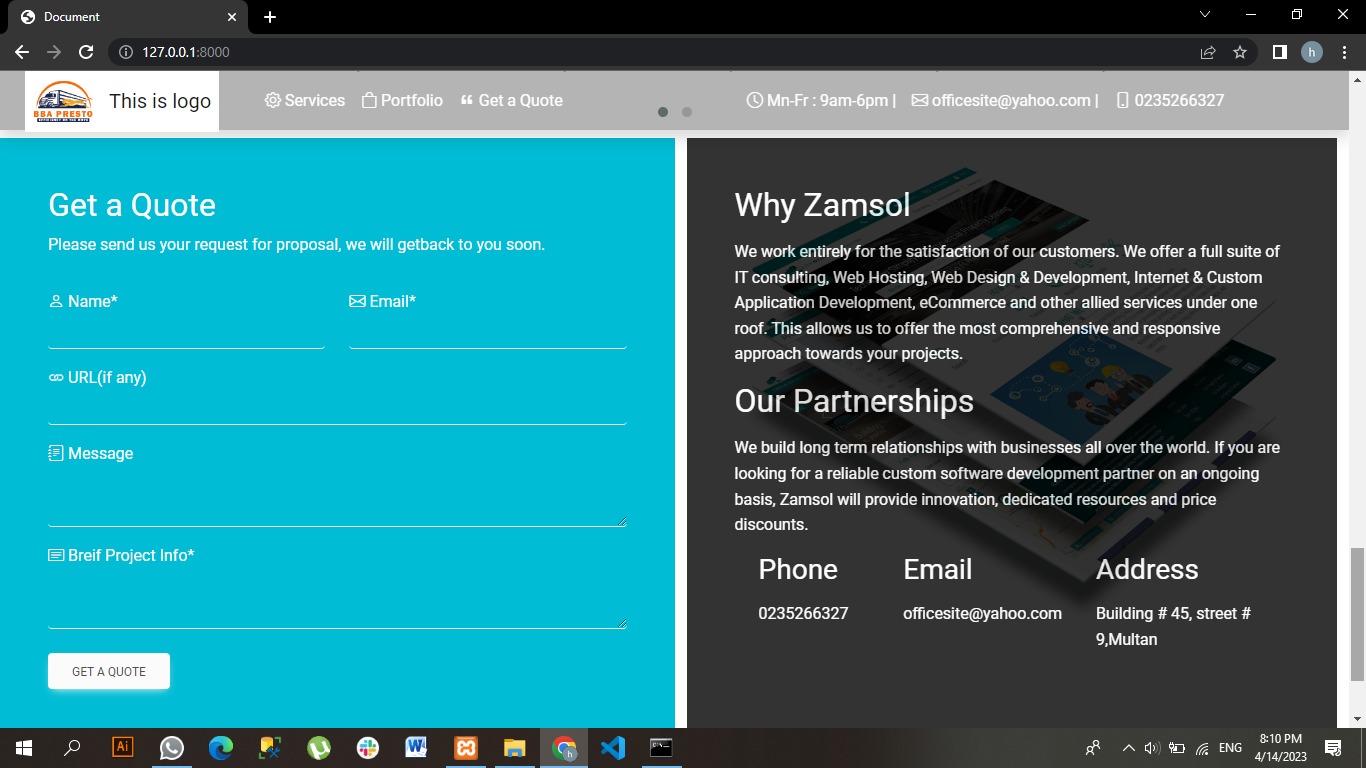 Document
127.0.0.1:8000
h
BBA PRESTO
This is logo
Services
Portfolio
Get a Quote
Mn-Fr : 9am-6pm |
officesite@yahoo.com |
0235266327
Get a Quote
Please send us your request for proposal, we will getback to you soon.
Name*
Email*
URL(if any)
Message
Breif Project Info*
GET A QUOTE
Why Zamsol
We work entirely for the satisfaction of our customers. We offer a full suite of
IT consulting, Web Hosting, Web Design & Development, Internet & Custom
Application Development, eCommerce and other allied services under one
roof. This allows us to offer the most comprehensive and responsive
approach towards your projects.
Our Partnerships
We build long term relationships with businesses all over the world. If you are
looking for a reliable custom software development partner on an ongoing
basis, Zamsol will provide innovation, dedicated resources and price
discounts.
Phone
0235266327
Email
officesite@yahoo.com
Address
Building # 45, street #
9,Multan
Ai
ENG
8:10 PM
4/14/2023